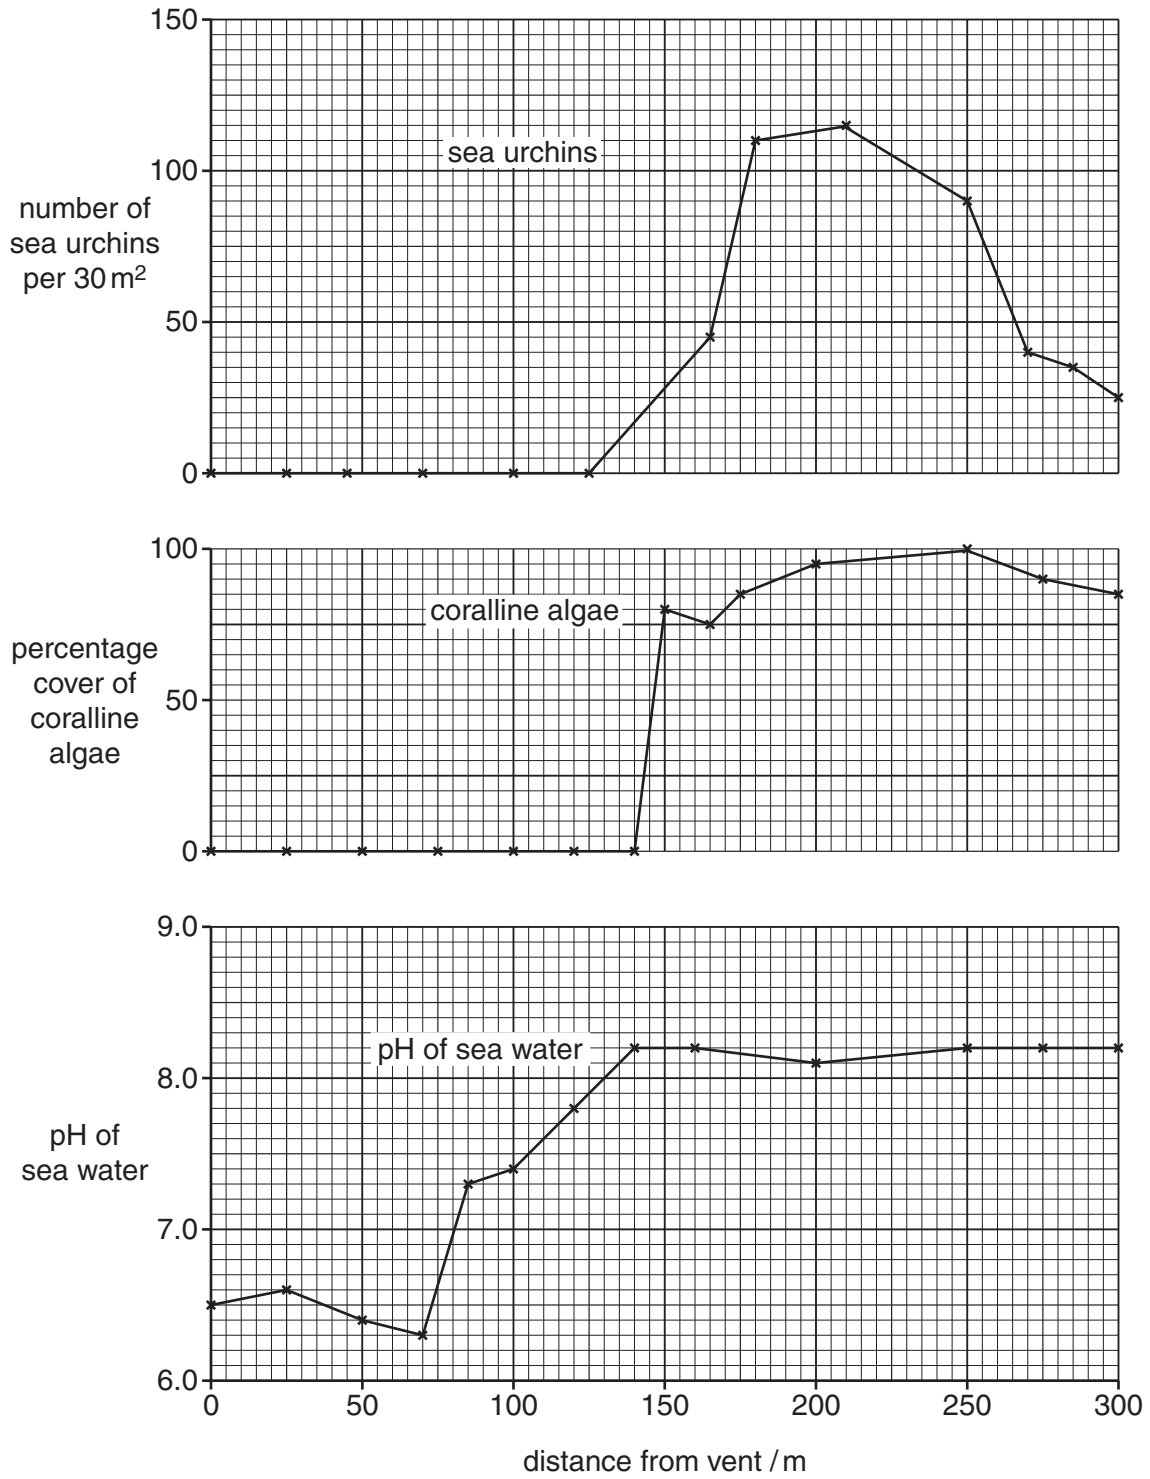 150
sea urchins
100
number of
sea urchins
per 30 m²
50
0
100
coralline algae
percentage
cover of
coralline
algae
50
0
9.0
pH of sea water
8.0
pH of
sea water
7.0
6.0
0 50 100 150 200 250 300
distance from vent / m